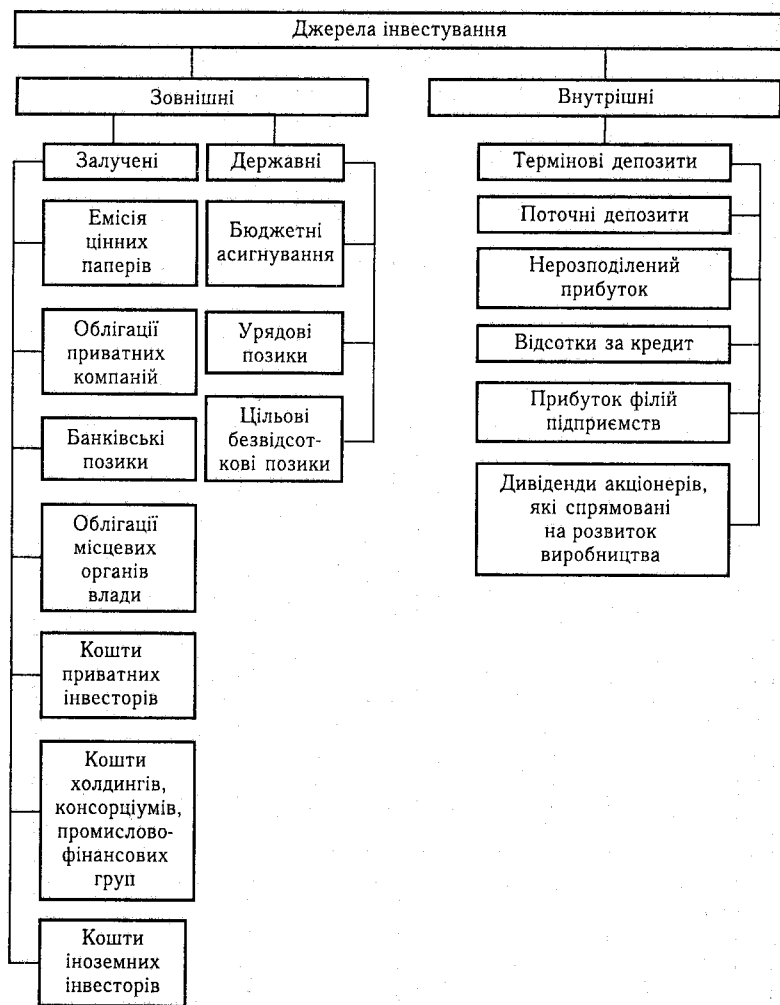 Джерела інвестування
Зовнішні
Внутрішні
Залучені
Державні
Емісія
цінних
паперів
Облігації
приватних
компаній
Банківські
позики
Облігації
місцевих
органів
влади
Кошти
приватних
інвесторів
Кошти
холдингів,
консорціумів,
промислово-
фінансових
груп
Кошти
іноземних
інвесторів
Бюджетні
асигнування
Урядові
позики
Цільові
безвідсот-
кові позики
Термінові депозити
Поточні депозити
Нерозподілений
прибуток
Відсотки за кредит
Прибуток філій
підприємств
Дивіденди акціонерів,
які спрямовані
на розвиток
виробництва